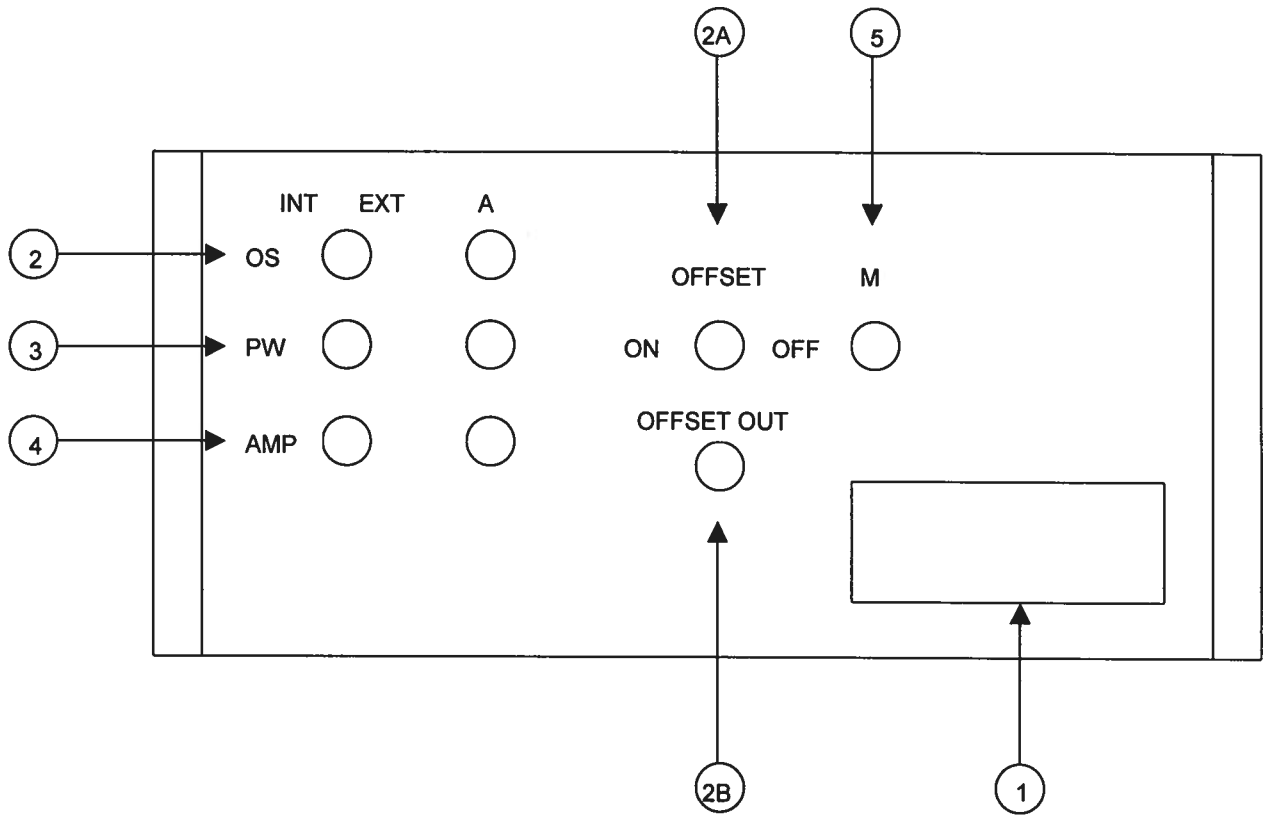 2A 5
INT EXT A
2 OS
OFFSET M
3 PW ON OFF
OFFSET OUT
4 AMP
2B 1